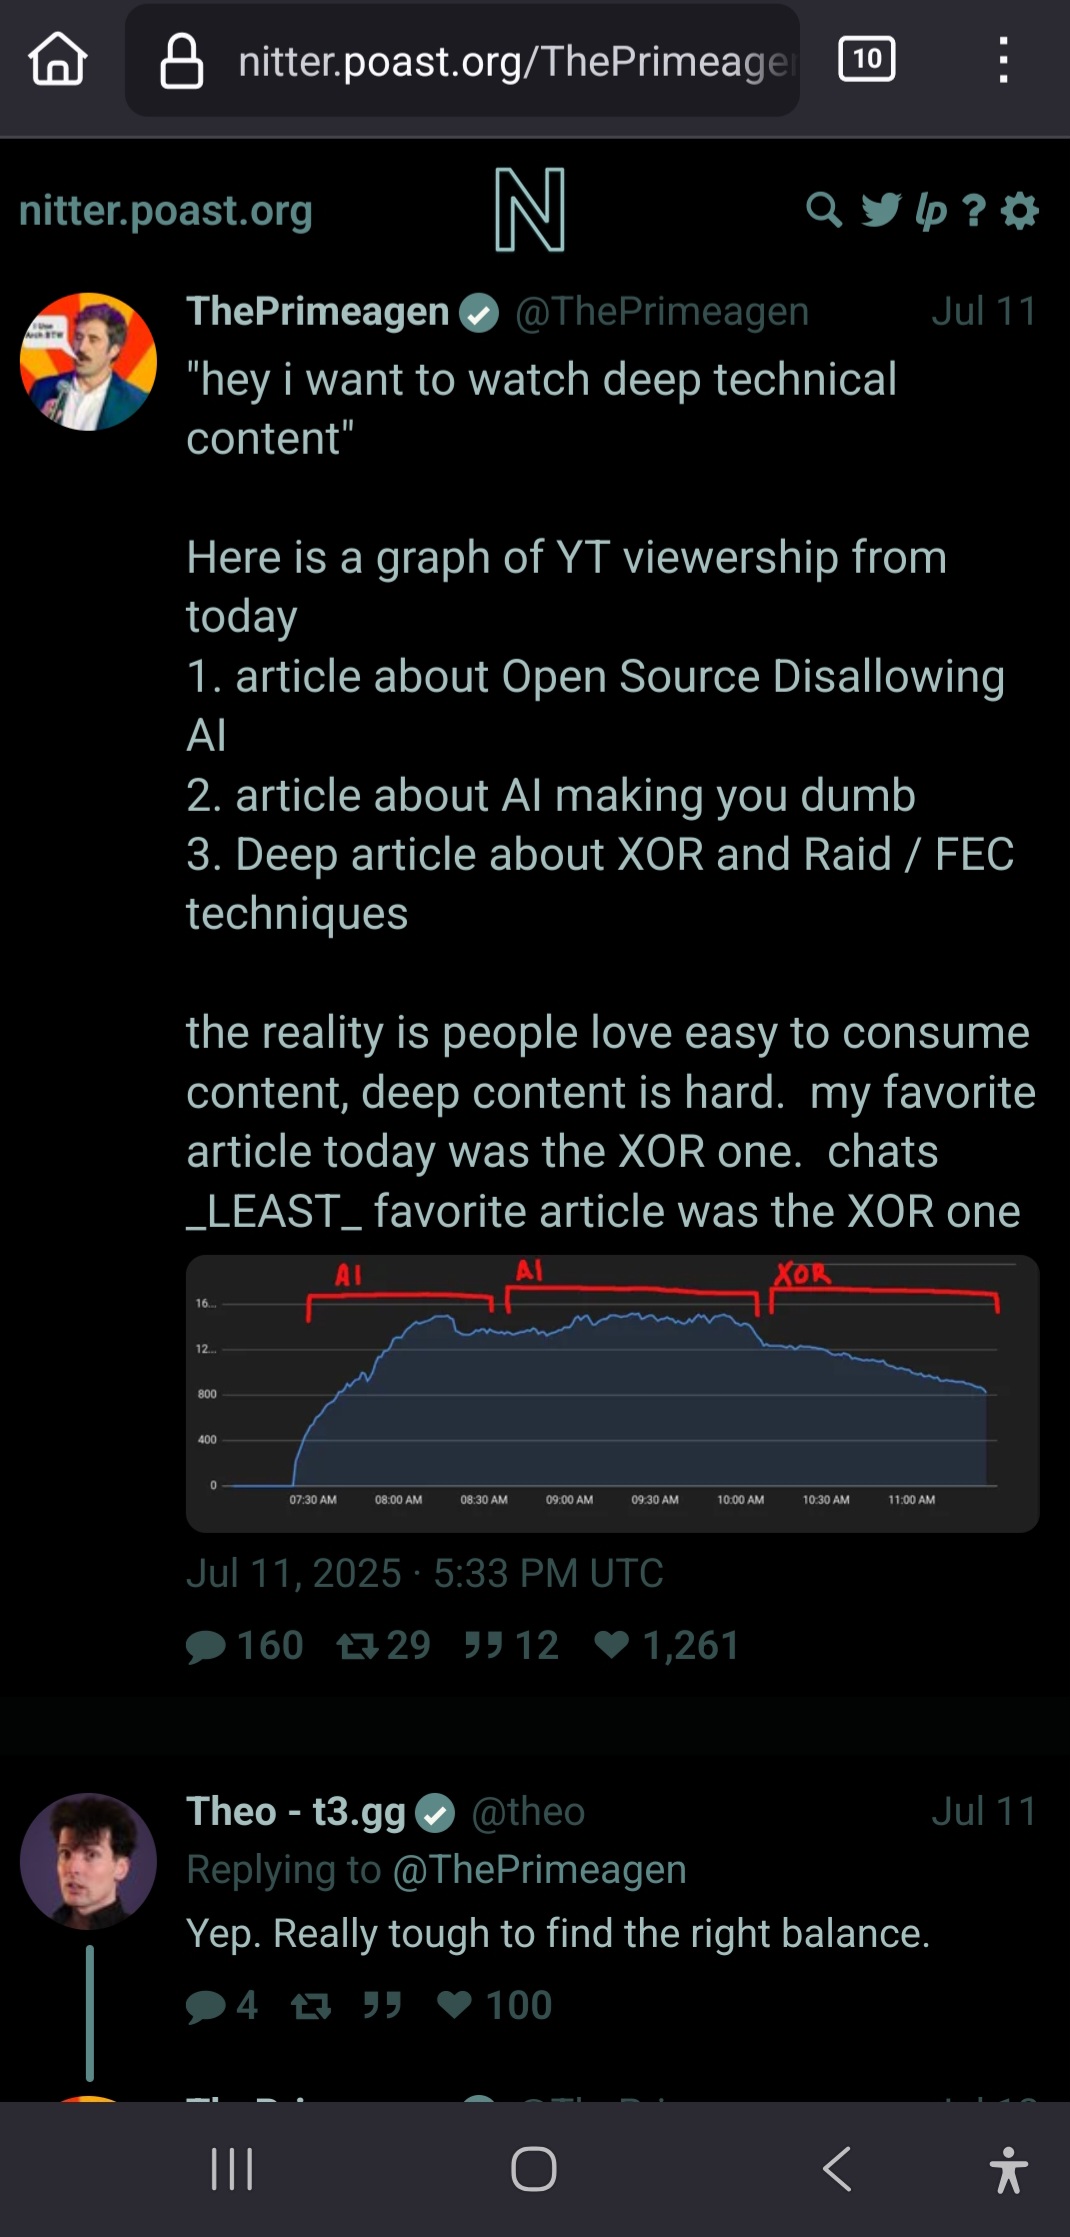 nitter.poast.org/ThePrimeage
10
nitter.poast.org
N
ThePrimeagen @ThePrimeagen Jul 11
"hey i want to watch deep technical
content"
Here is a graph of YT viewership from
today
1. article about Open Source Disallowing
AI
2. article about AI making you dumb
3. Deep article about XOR and Raid / FEC
techniques
the reality is people love easy to consume
content, deep content is hard.  my favorite
article today was the XOR one.  chats
_LEAST_ favorite article was the XOR one
AI AI XOR
16...
12...
800
400
0
07:30 AM 08:00 AM 08:30 AM 09:00 AM 09:30 AM 10:00 AM 10:30 AM 11:00 AM
Jul 11, 2025 · 5:33 PM UTC
160 29 12 1,261
I Use
Arch BTW
Theo - t3.gg @theo Jul 11
Replying to @ThePrimeagen
Yep. Really tough to find the right balance.
4 100